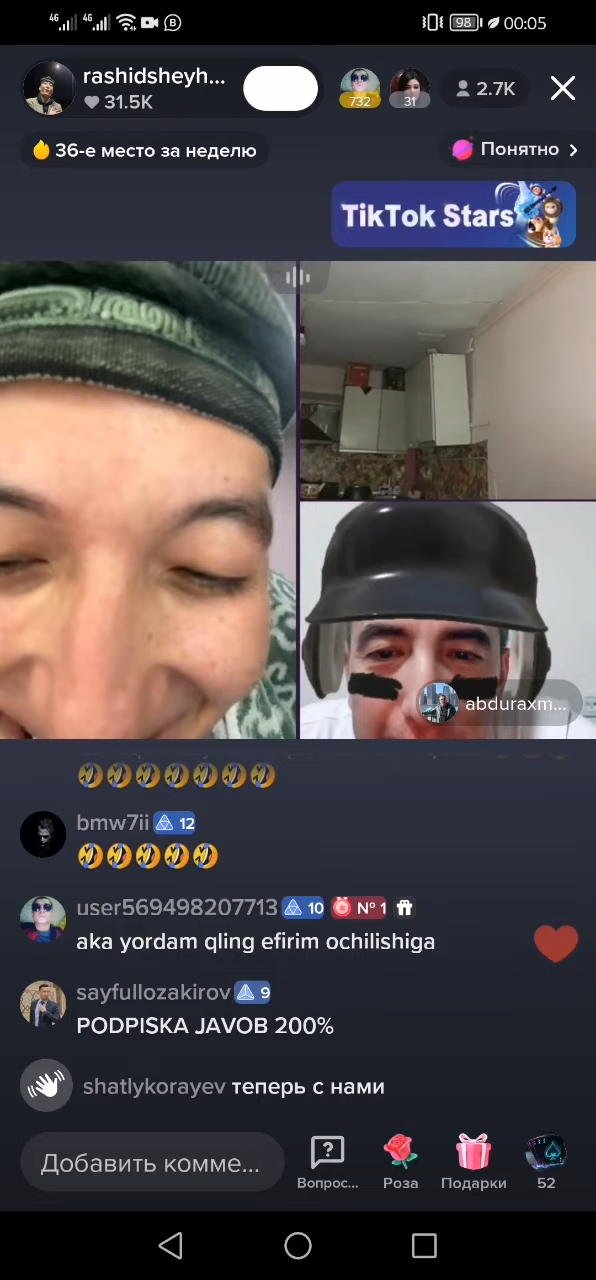 4G 4G B 98 00:05
rashidsheyh...
31.5K
732
31
2.7K
36-е место за неделю
Понятно
TikTok Stars
abduraxm...
bmw7ii 12
🤣🤣🤣🤣🤣
user569498207713 10 Nº 1
aka yordam qling efirim ochilishiga
sayfullozakirov 9
PODPISKA JAVOB 200%
shatlykorayev теперь с нами
Добавить комме...
Вопрос...
Роза
Подарки
52